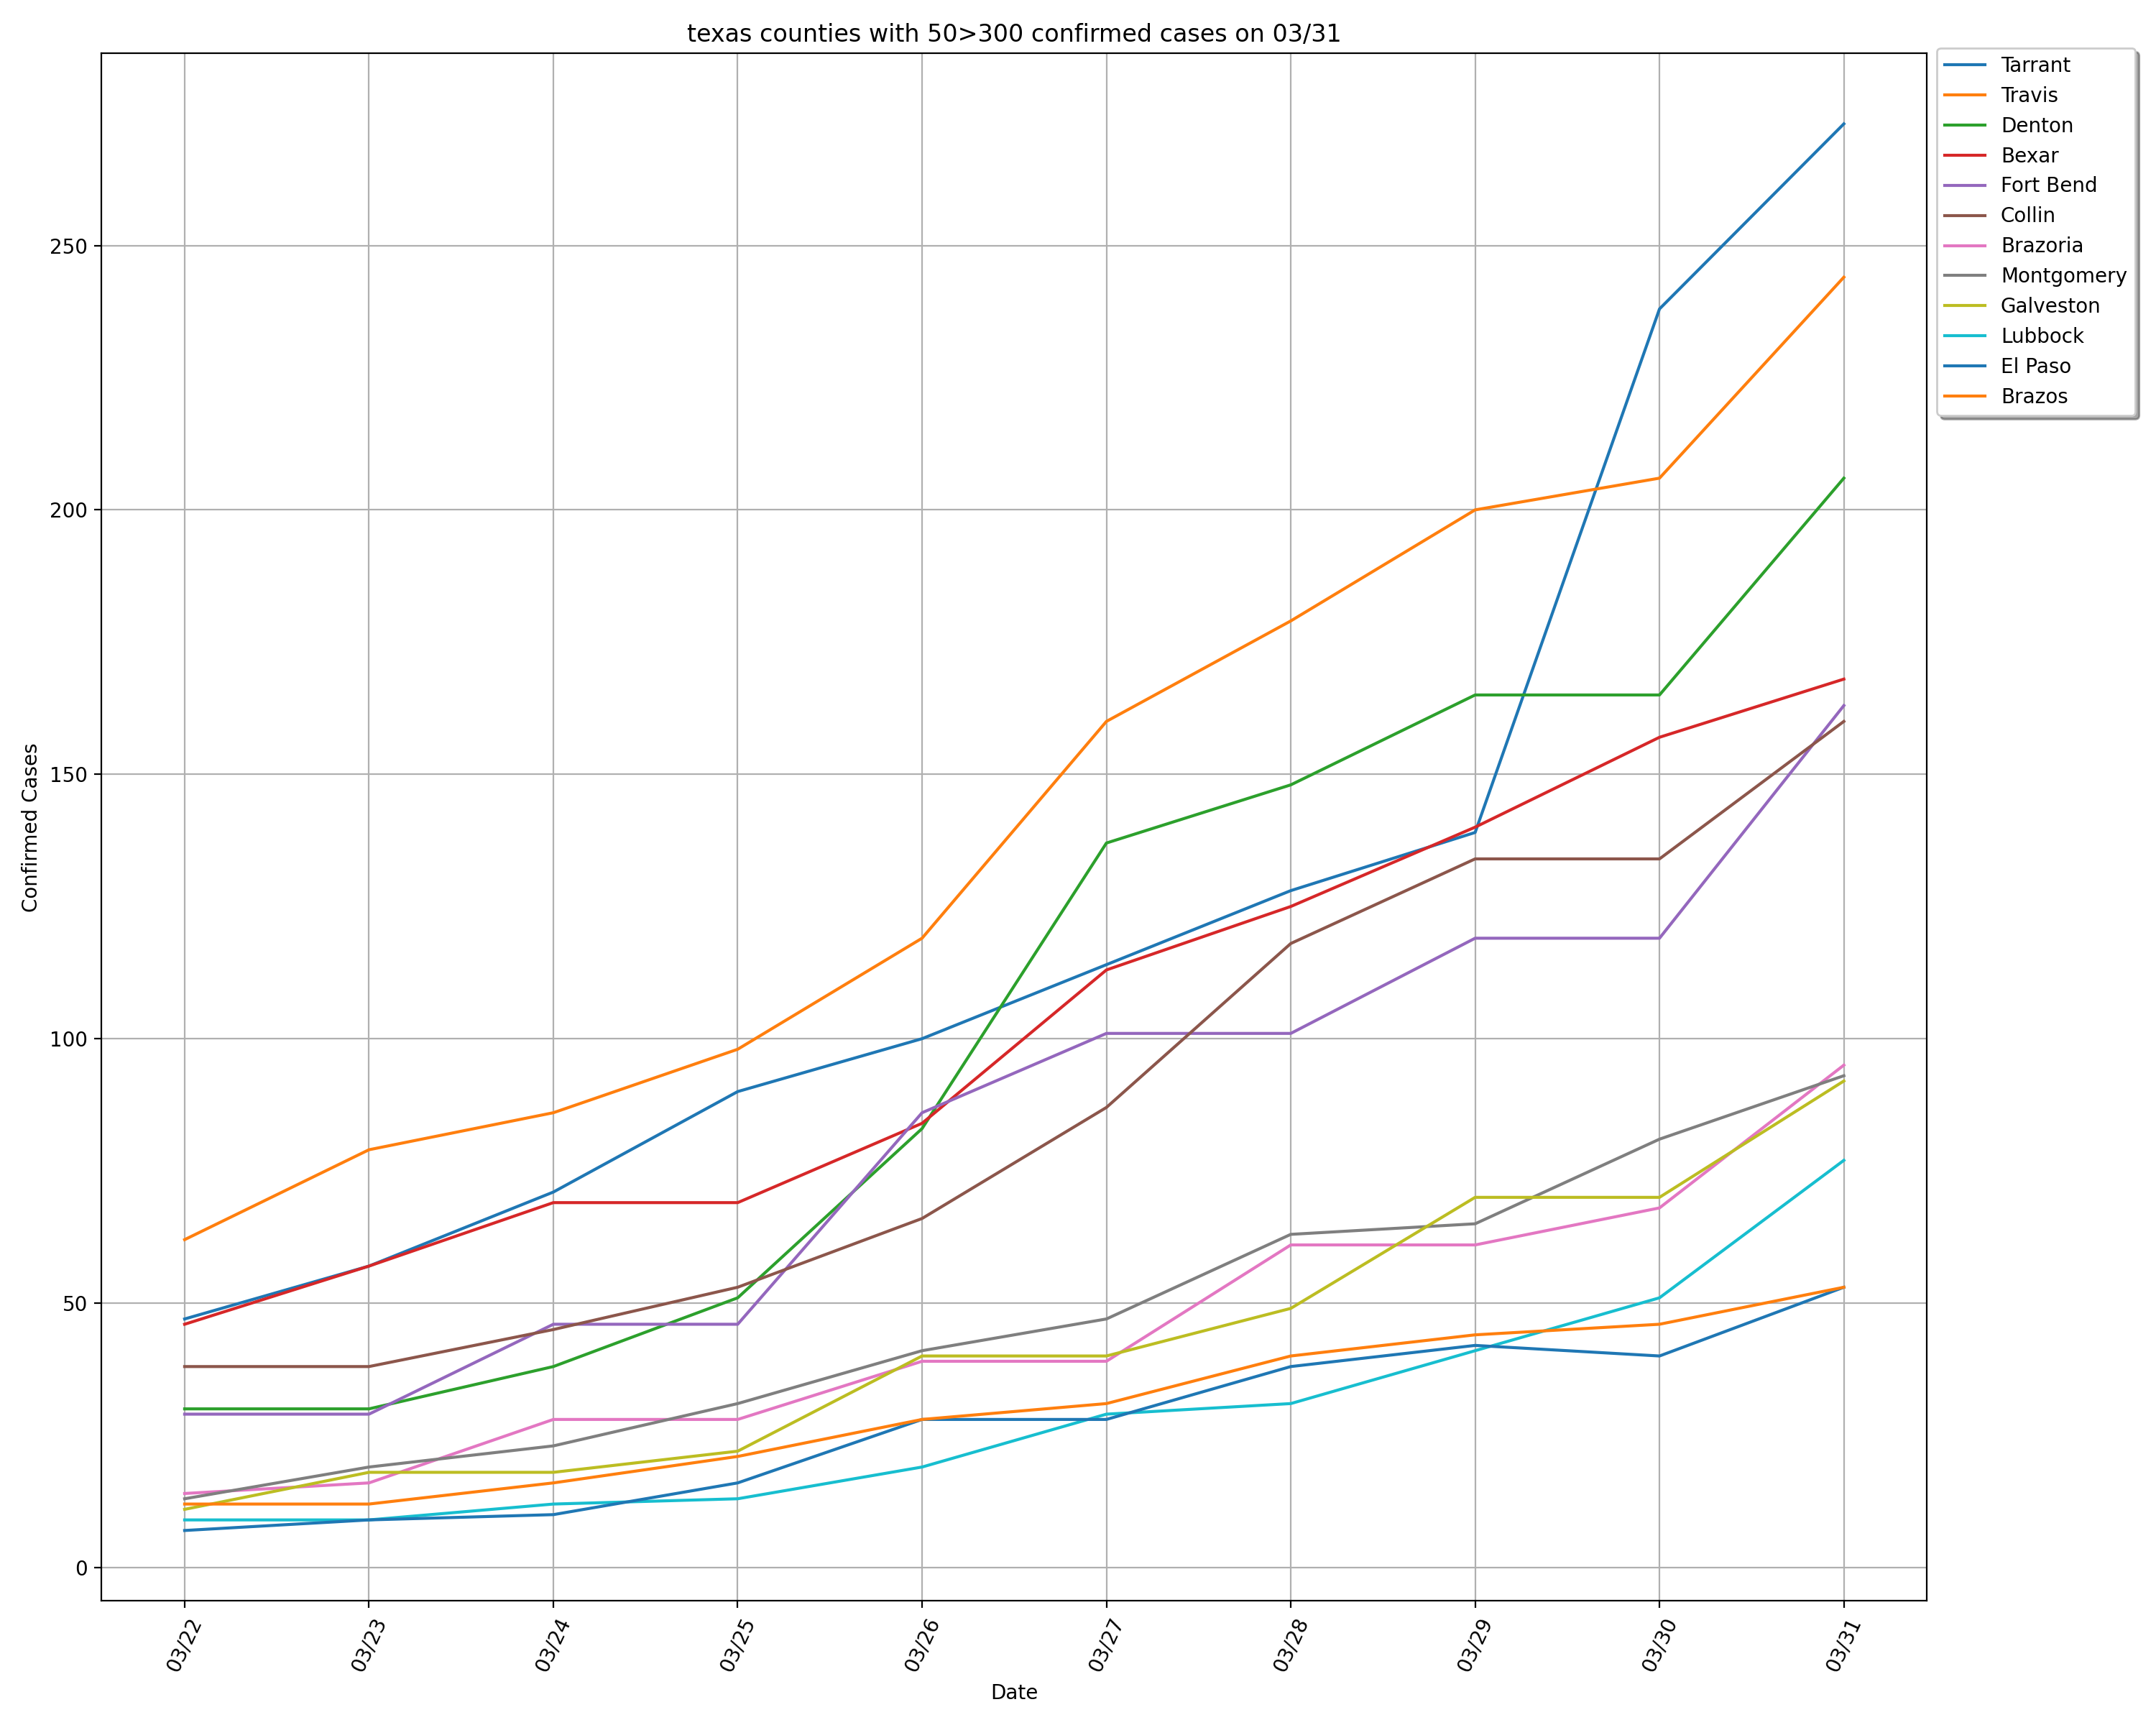 texas counties with 50>300 confirmed cases on 03/31
Tarrant
Travis
Denton
Bexar
Fort Bend
Collin
Brazoria
Montgomery
Galveston
Lubbock
El Paso
Brazos
Confirmed Cases
250
200
150
100
50
0
03/22
03/23
03/24
03/25
03/26
03/27
03/28
03/29
03/30
03/31
Date